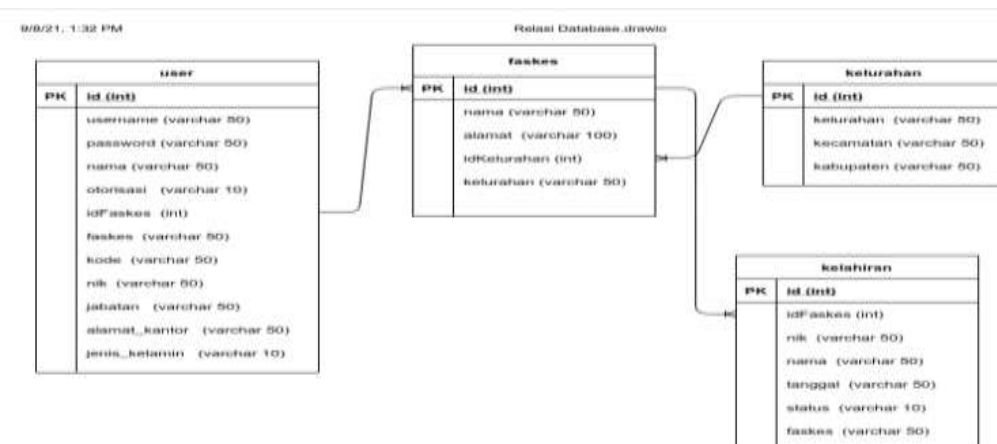 9/8/21, 1:32 PM
Relasi Database.drawio
user
PK id (int)
username (varchar 50)
password (varchar 50)
nama (varchar 50)
otorisasi (varchar 10)
idFaskes (int)
faskes (varchar 50)
kode (varchar 50)
nik (varchar 50)
jabatan (varchar 50)
alamat_kantor (varchar 50)
jenis_kelamin (varchar 10)
faskes
PK id (int)
nama (varchar 50)
alamat (varchar 100)
idKelurahan (int)
kelurahan (varchar 50)
kelurahan
PK id (int)
kelurahan (varchar 50)
kecamatan (varchar 50)
kabupaten (varchar 50)
kelahiran
PK id (int)
idFaskes (int)
nik (varchar 50)
nama (varchar 50)
tanggal (varchar 50)
status (varchar 10)
faskes (varchar 50)